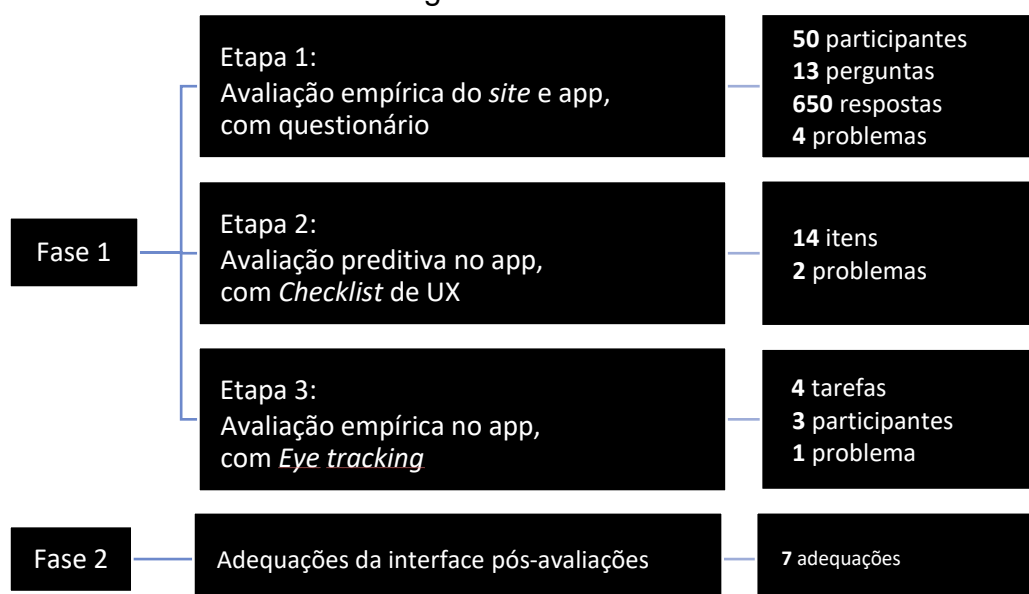 Fase 1
Etapa 1:
Avaliação empírica do site e app,
com questionário
50 participantes
13 perguntas
650 respostas
4 problemas
Etapa 2:
Avaliação preditiva no app,
com Checklist de UX
14 itens
2 problemas
Etapa 3:
Avaliação empírica no app,
com Eye tracking
4 tarefas
3 participantes
1 problema
Fase 2
Adequações da interface pós-avaliações
7 adequações